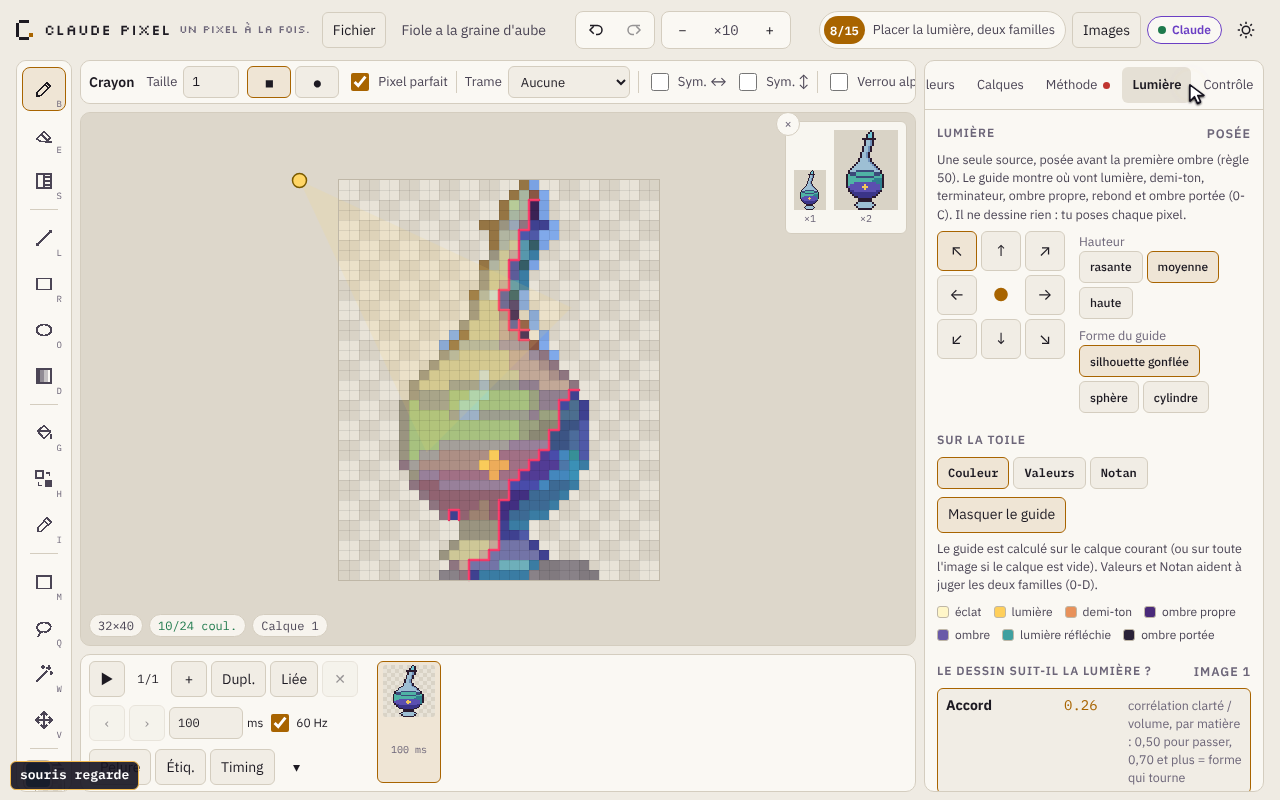 CLAUDE PIXEL UN PIXEL À LA FOIS. Fichier Fiole a la graine d'aube − ×10 + 8/15 Placer la lumière, deux familles Images Claude
Crayon Taille 1 Pixel parfait Trame Aucune Sym. ↔ Sym. ↕ Verrou alp
leurs Calques Méthode Lumière Contrôle
B
E
S
L
R
O
D
G
H
I
M
Q
W
V
×
×1 ×2
32×40 10/24 coul. Calque 1
LUMIÈRE POSÉE
Une seule source, posée avant la première ombre (règle
50). Le guide montre où vont lumière, demi-ton,
terminateur, ombre propre, rebond et ombre portée (0-
C). Il ne dessine rien : tu poses chaque pixel.
↖ ↑ ↗
← →
↙ ↓ ↘
Hauteur
rasante moyenne
haute
Forme du guide
silhouette gonflée
sphère cylindre
SUR LA TOILE
Couleur Valeurs Notan
Masquer le guide
Le guide est calculé sur le calque courant (ou sur toute
l'image si le calque est vide). Valeurs et Notan aident à
juger les deux familles (0-D).
éclat lumière demi-ton ombre propre
ombre lumière réfléchie ombre portée
LE DESSIN SUIT-IL LA LUMIÈRE ? IMAGE 1
Accord 0.26 corrélation clarté /
volume, par matière
: 0,50 pour passer,
0,70 et plus = forme
qui tourne
▶ 1/1 + Dupl. Liée ×
‹ › 100 ms 60 Hz
Étiq. Timing ▼
100 ms
souris regarde